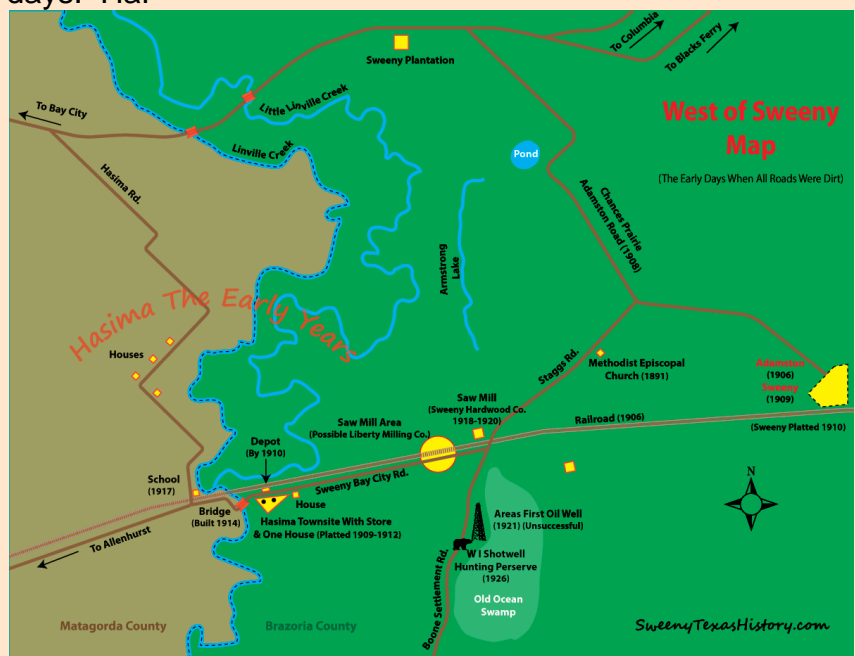 days. Ha!
To Columbia
To Blacks Ferry
Sweeny Plantation
West of Sweeny
Map
(The Early Days When All Roads Were Dirt)
To Bay City
Little Linville Creek
Linville Creek
Pond
Hasima Rd.
Chances Prairie
Adamston Road (1908)
Armstrong
Lake
Hasima The Early Years
Houses
Staggs Rd.
Methodist Episcopal
Church (1891)
Adamston
(1906)
Sweeny
(1909)
Saw Mill
(Sweeny Hardwood Co.
1918-1920)
Saw Mill Area
(Possible Liberty Milling Co.)
Railroad (1906)
(Sweeny Platted 1910)
Depot
(By 1910)
School
(1917)
Sweeny Bay City Rd.
House
Bridge
(Built 1914)
Hasima Townsite With Store
& One House (Platted 1909-1912)
To Allenhurst
N
Areas First Oil Well
(1921) (Unsuccessful)
W I Shotwell
Hunting Perserve
(1926)
Boone Settlement Rd.
Old Ocean
Swamp
Matagorda County
Brazoria County
SweenyTexasHistory.com